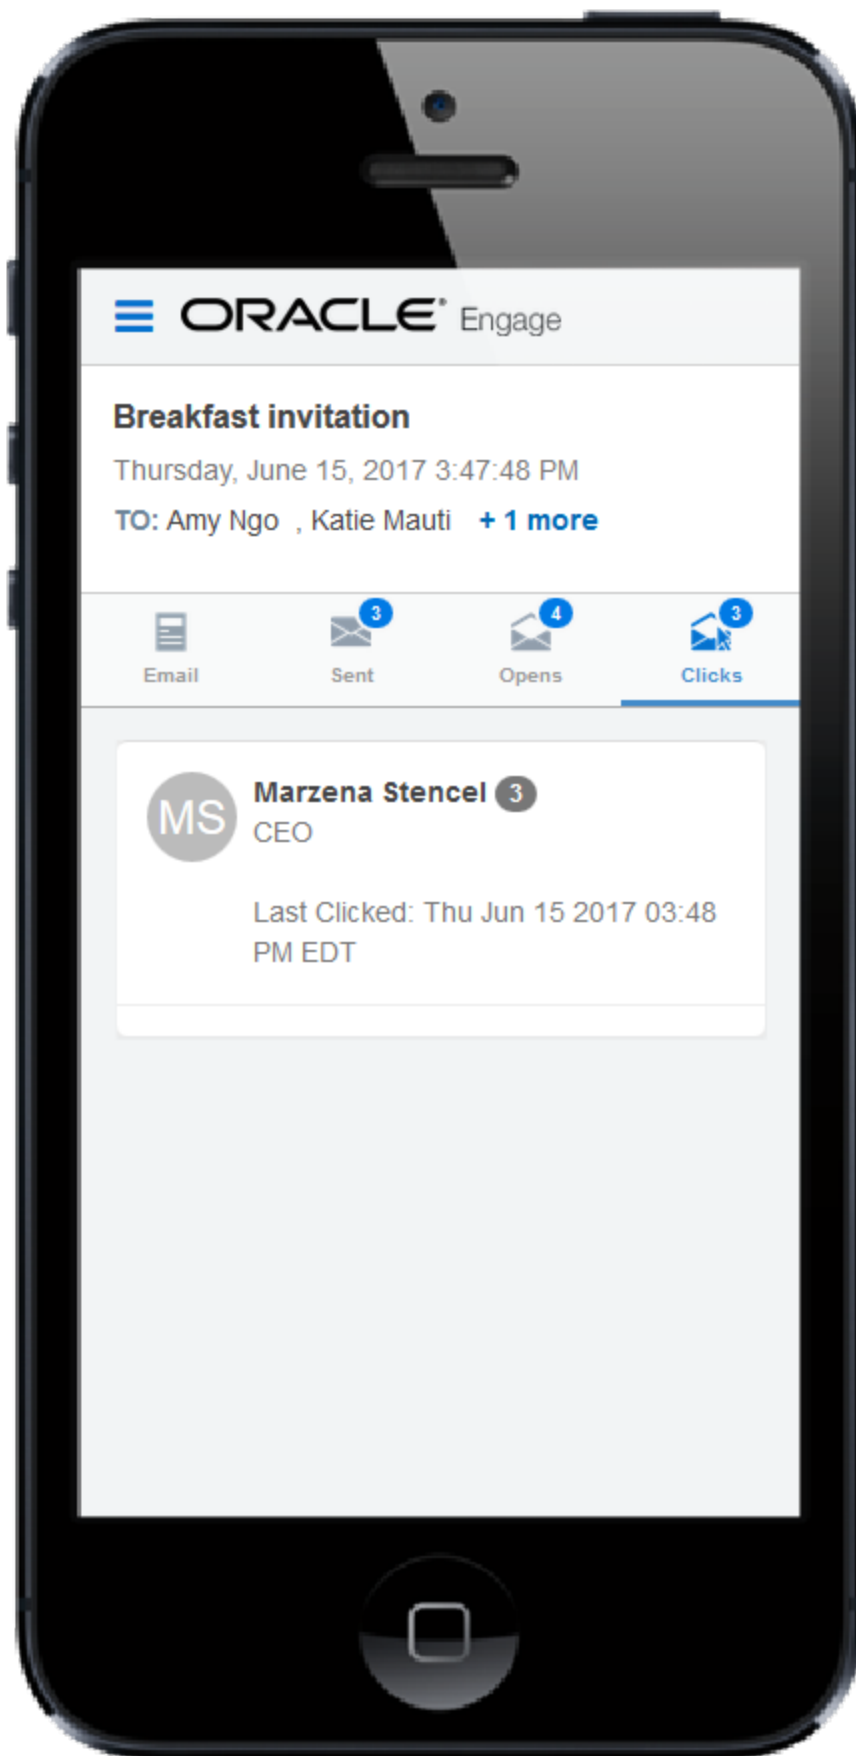 ORACLE® Engage
Breakfast invitation
Thursday, June 15, 2017 3:47:48 PM
TO: Amy Ngo , Katie Mauti + 1 more
3 4 3
Email Sent Opens Clicks
MS Marzena Stencel 3
CEO
Last Clicked: Thu Jun 15 2017 03:48
PM EDT